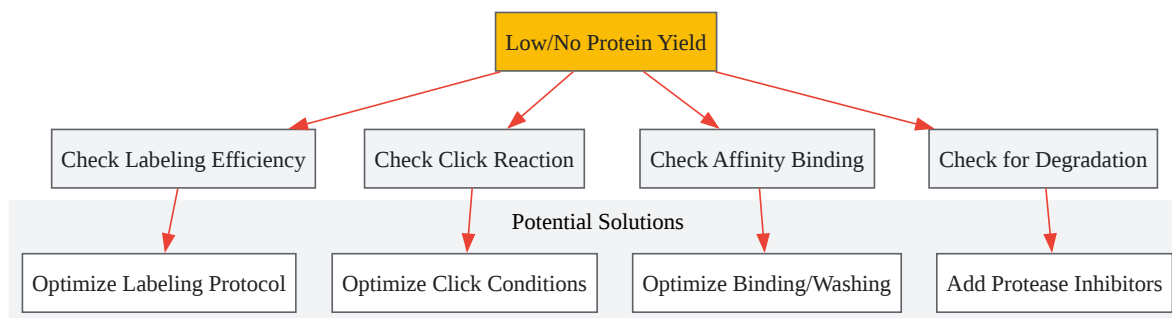 Low/No Protein Yield
Check Labeling Efficiency
Check Click Reaction
Check Affinity Binding
Check for Degradation
Potential Solutions
Optimize Labeling Protocol
Optimize Click Conditions
Optimize Binding/Washing
Add Protease Inhibitors